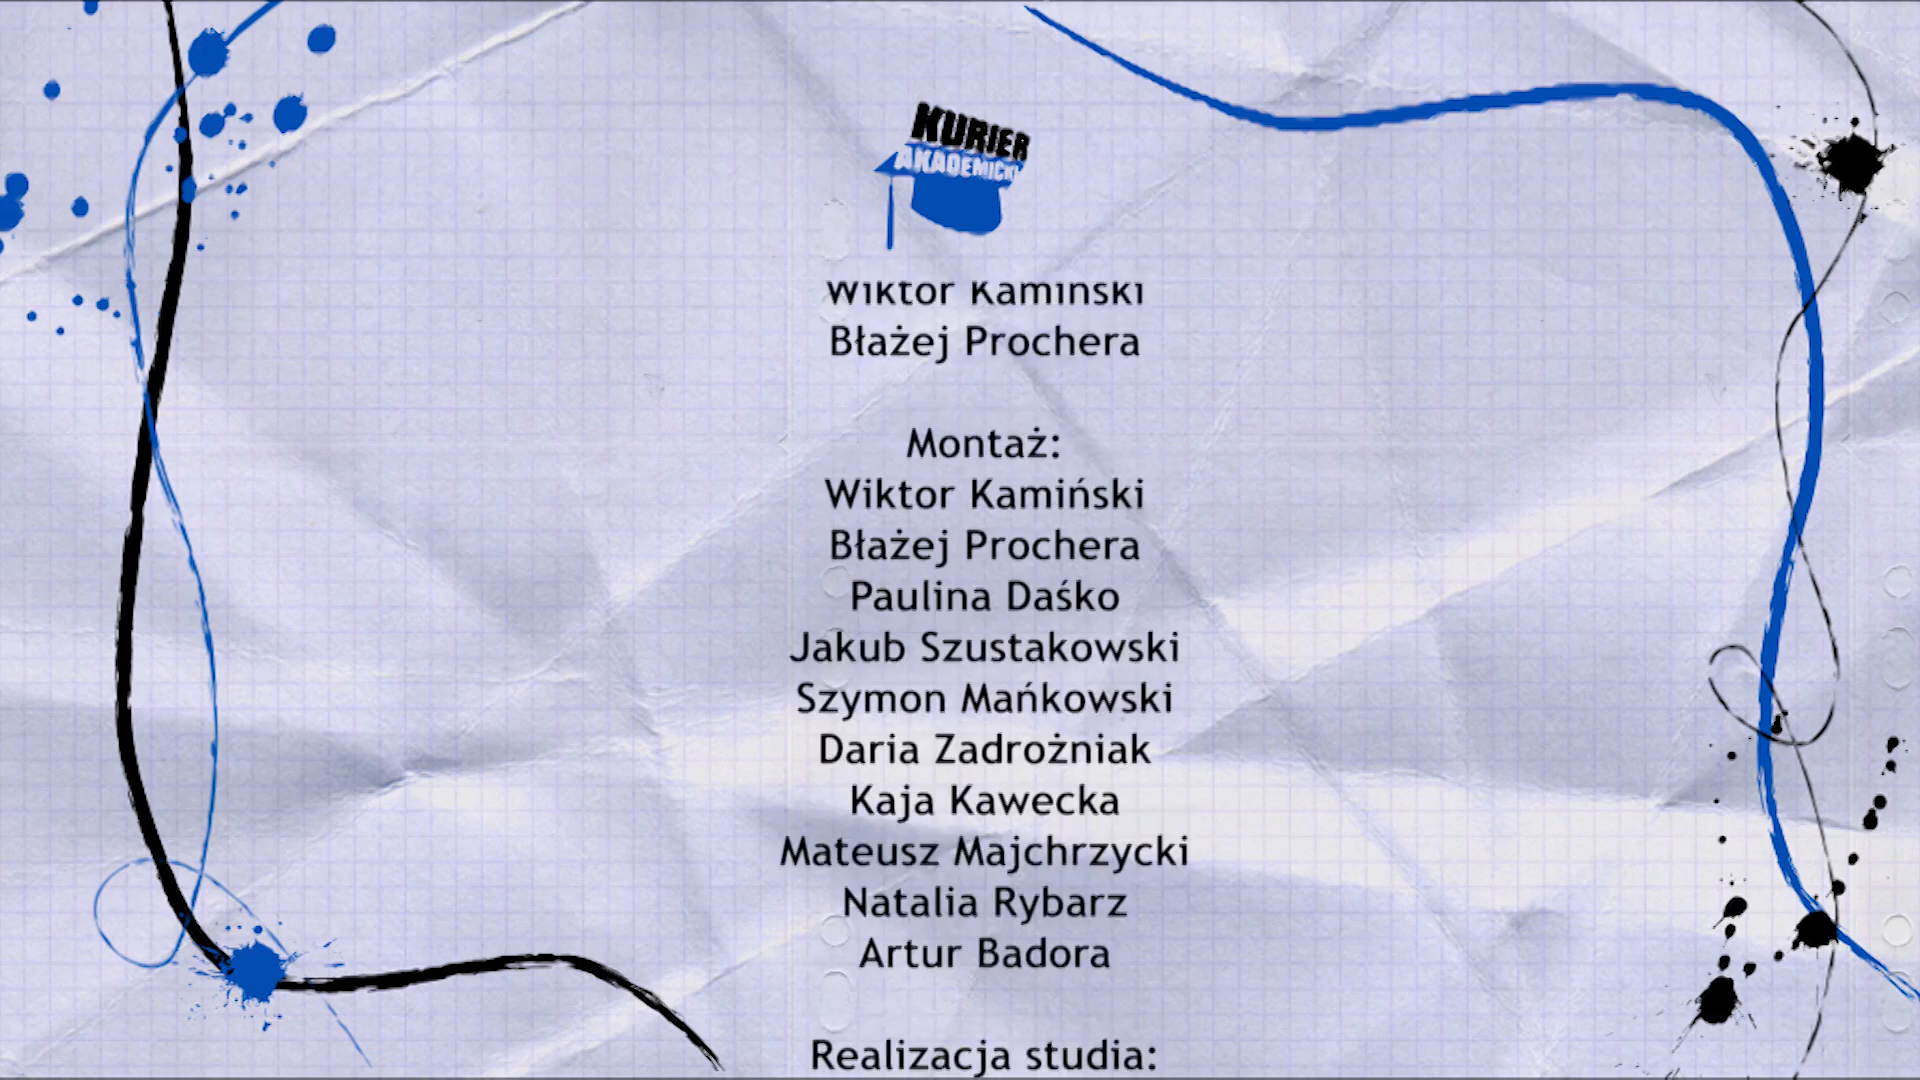 KURIER
AKADEMICKI
Wiktor Kamiński
Błażej Prochera
Montaż:
Wiktor Kamiński
Błażej Prochera
Paulina Daśko
Jakub Szustakowski
Szymon Mańkowski
Daria Zadrożniak
Kaja Kawecka
Mateusz Majchrzycki
Natalia Rybarz
Artur Badora
Realizacja studia: